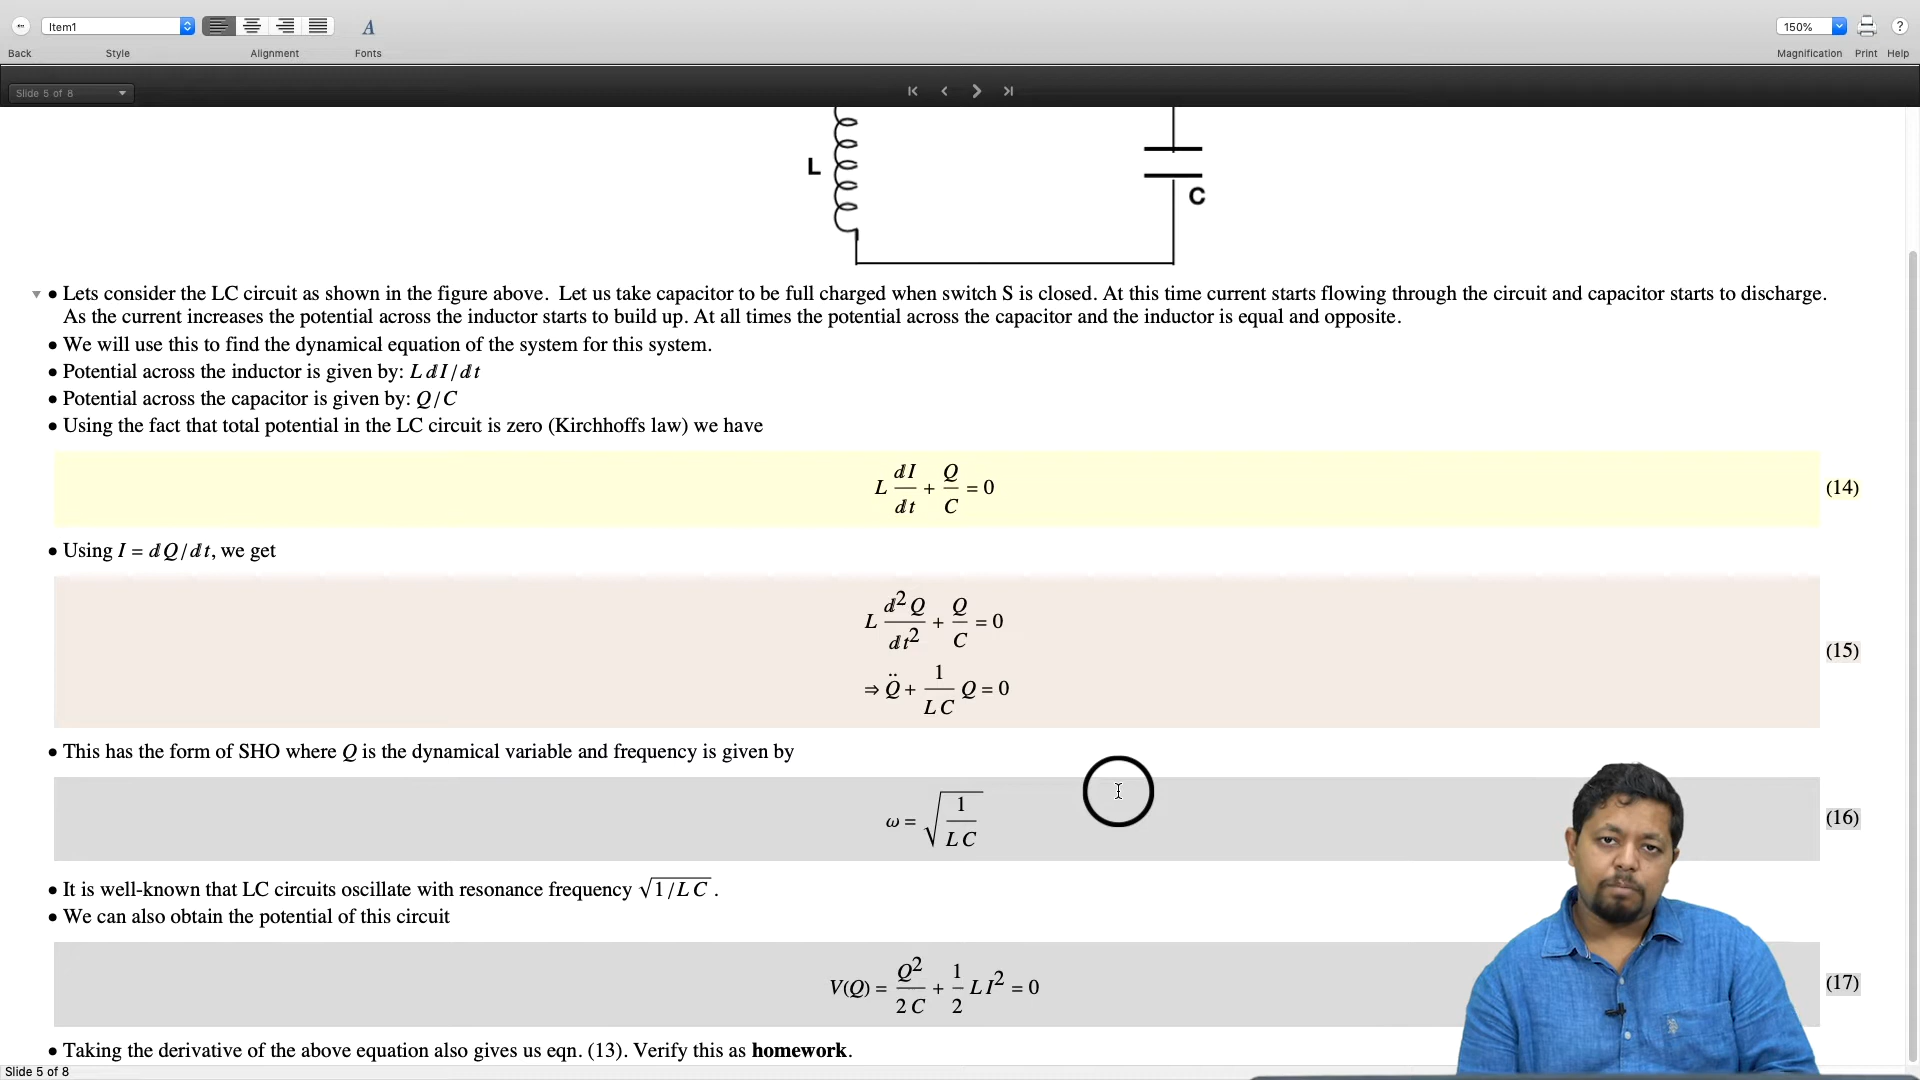 Item1
A
150%
?
Back
Style
Alignment
Fonts
Magnification
Print
Help
Slide 5 of 8
L
C
• Lets consider the LC circuit as shown in the figure above. Let us take capacitor to be full charged when switch S is closed. At this time current starts flowing through the circuit and capacitor starts to discharge.
As the current increases the potential across the inductor starts to build up. At all times the potential across the capacitor and the inductor is equal and opposite.
• We will use this to find the dynamical equation of the system for this system.
• Potential across the inductor is given by: L dI/dt
• Potential across the capacitor is given by: Q/C
• Using the fact that total potential in the LC circuit is zero (Kirchhoffs law) we have
L dI/dt + Q/C = 0 (14)
• Using I = dQ/dt, we get
L d²Q/dt² + Q/C = 0
⇒ Q̈ + 1/LC Q = 0 (15)
• This has the form of SHO where Q is the dynamical variable and frequency is given by
ω = √(1/LC) (16)
• It is well-known that LC circuits oscillate with resonance frequency √(1/LC).
• We can also obtain the potential of this circuit
V(Q) = Q²/2C + 1/2 L I² = 0 (17)
• Taking the derivative of the above equation also gives us eqn. (13). Verify this as homework.
Slide 5 of 8